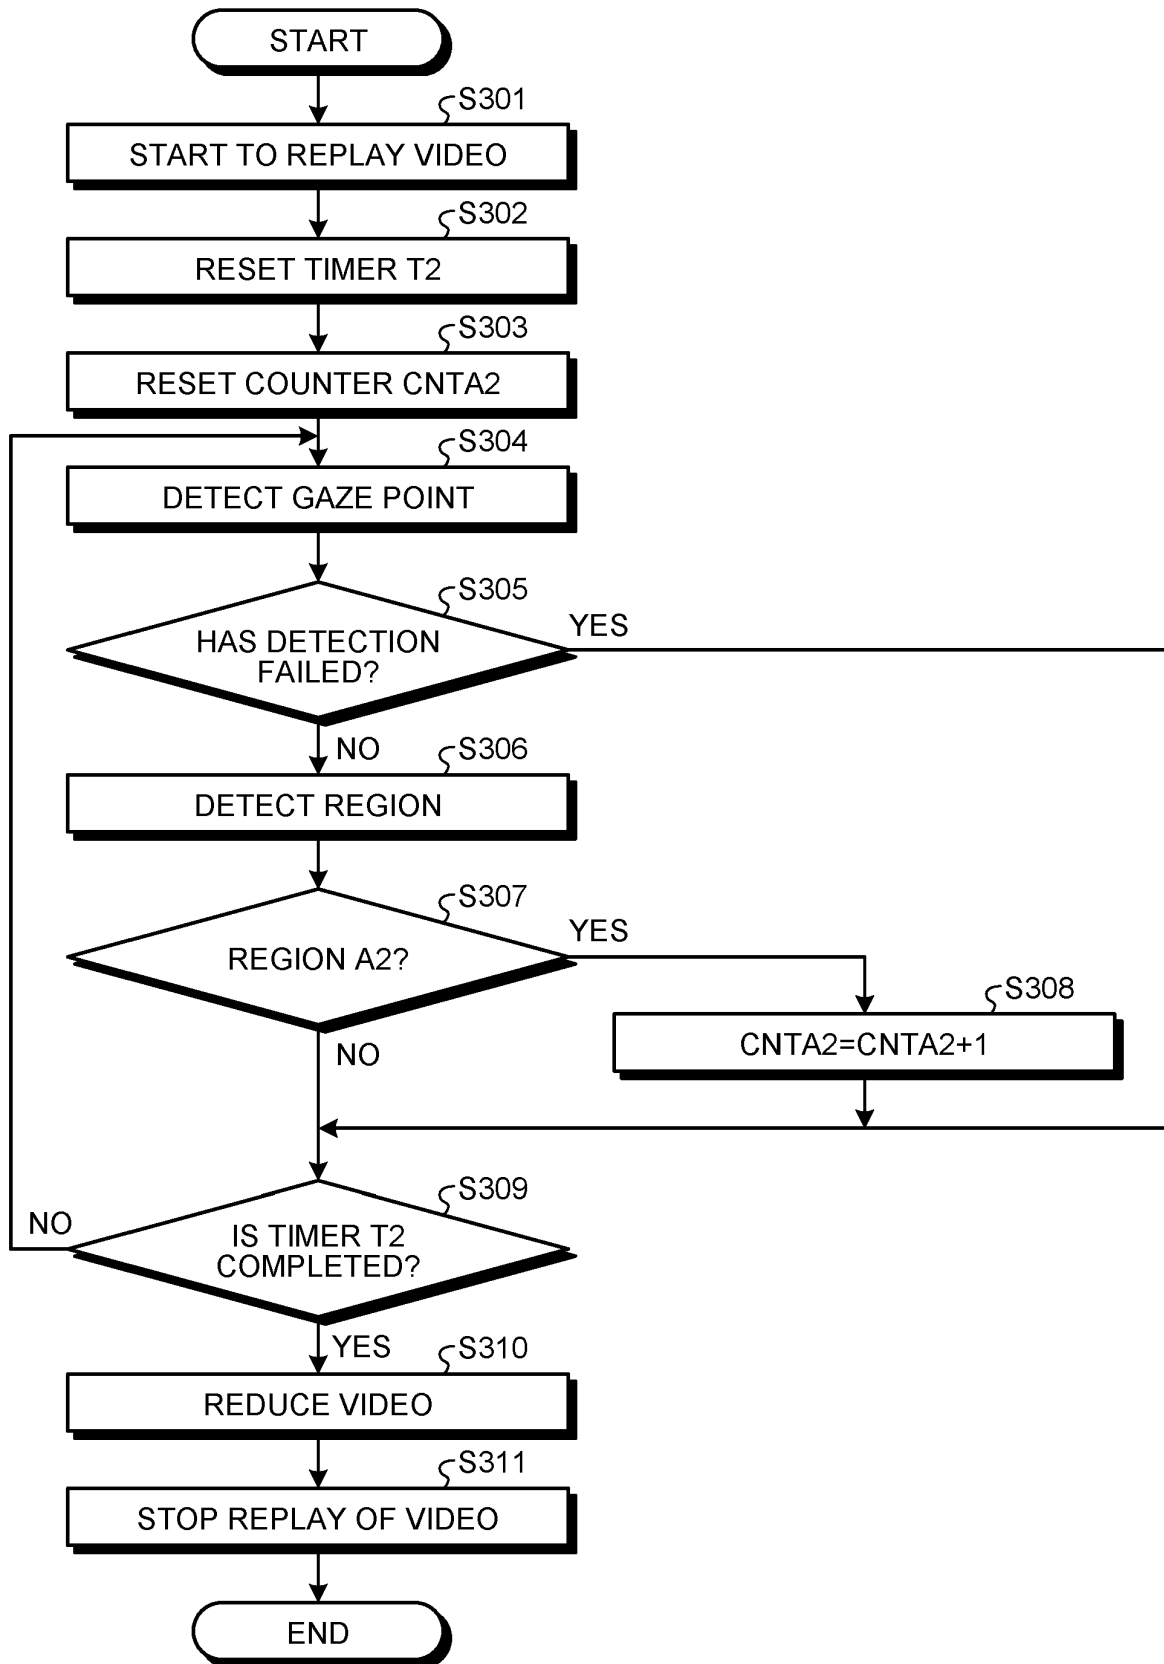 START
S301
START TO REPLAY VIDEO
S302
RESET TIMER T2
S303
RESET COUNTER CNTA2
S304
DETECT GAZE POINT
S305
HAS DETECTION
FAILED?
YES
NO
S306
DETECT REGION
S307
REGION A2?
YES
S308
CNTA2=CNTA2+1
NO
S309
IS TIMER T2
COMPLETED?
NO
YES
S310
REDUCE VIDEO
S311
STOP REPLAY OF VIDEO
END